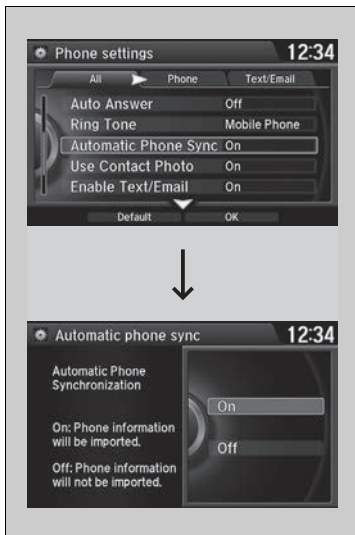 Phone settings 12:34
All Phone Text/Email
Auto Answer Off
Ring Tone Mobile Phone
Automatic Phone Sync On
Use Contact Photo On
Enable Text/Email On
Default OK
Automatic phone sync 12:34
Automatic Phone
Synchronization
On: Phone information
will be imported.
Off: Phone information
will not be imported.
On
Off